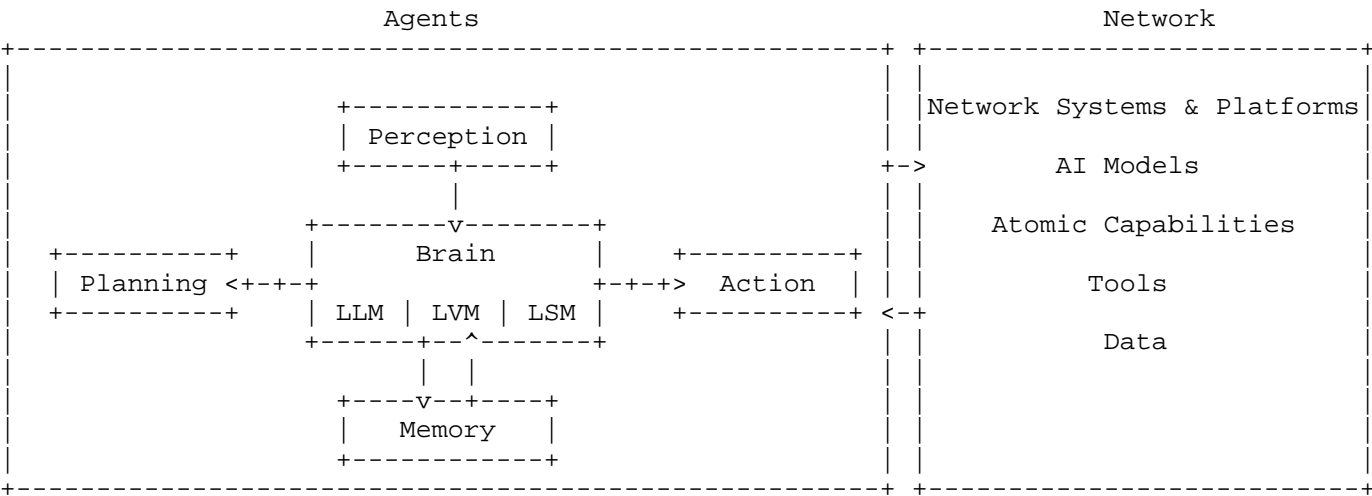 Agents Network
Network Systems & Platforms
Perception
AI Models
Atomic Capabilities
Brain
Planning Action Tools
LLM LVM LSM
Data
Memory